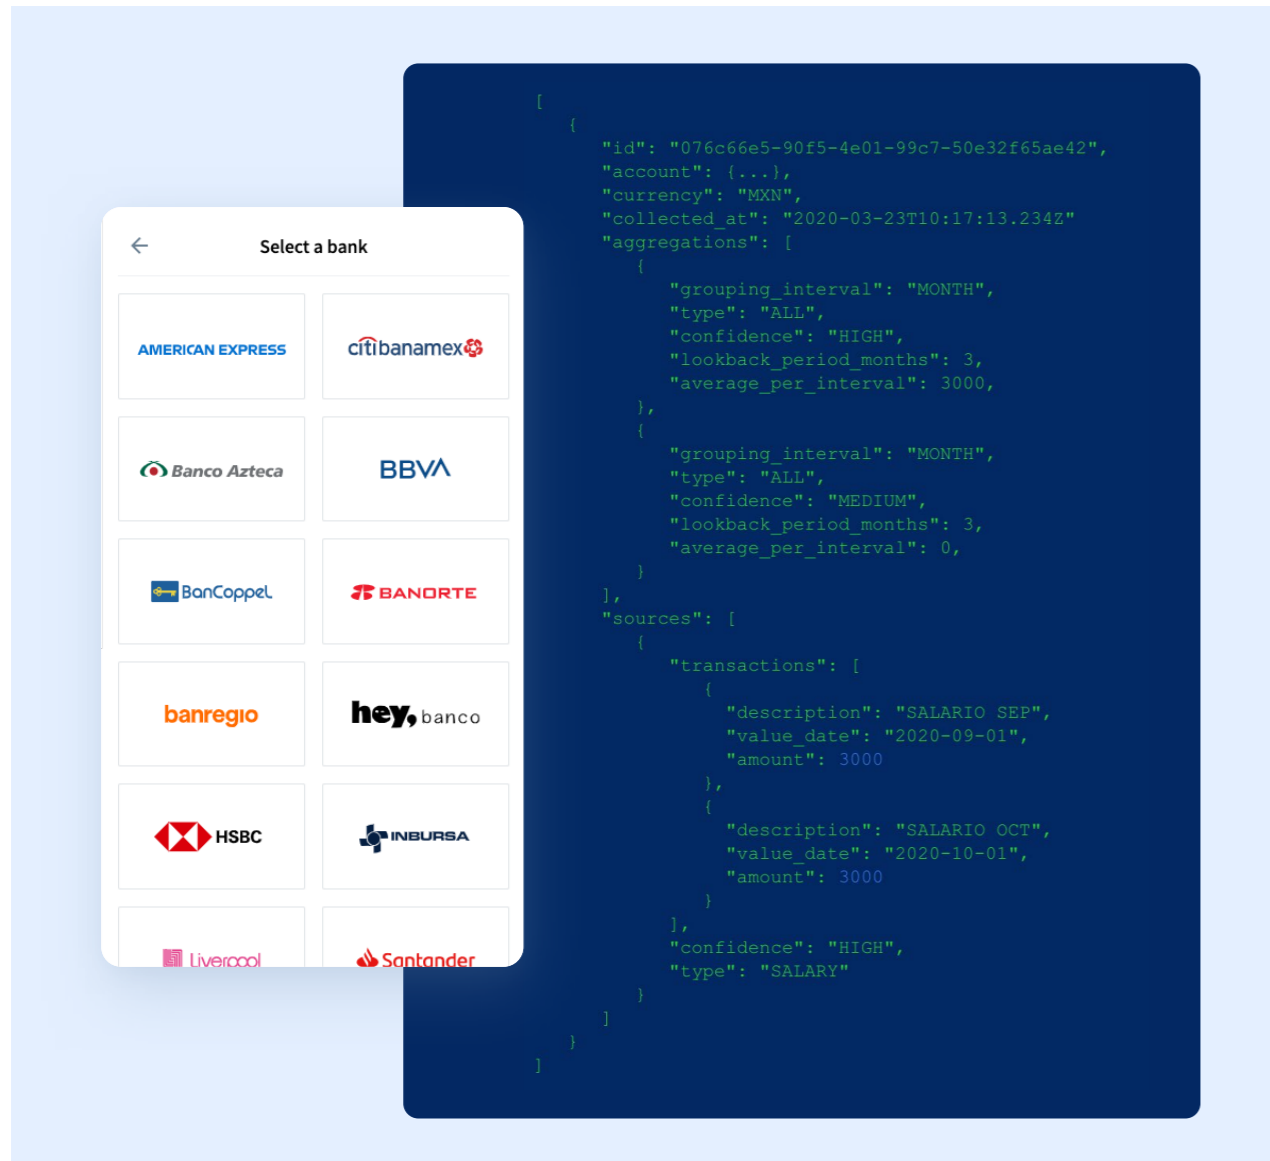 Select a bank
AMERICAN EXPRESS
citibanamex
Banco Azteca
BBVA
BanCoppel
BANORTE
banregio
hey, banco
HSBC
INBURSA
Liverpool
Santander
[
{
"id": "076c66e5-90f5-4e01-99c7-50e32f65ae42",
"account": {...},
"currency": "MXN",
"collected_at": "2020-03-23T10:17:13.234Z"
"aggregations": [
{
"grouping_interval": "MONTH",
"type": "ALL",
"confidence": "HIGH",
"lookback_period_months": 3,
"average_per_interval": 3000,
},
{
"grouping_interval": "MONTH",
"type": "ALL",
"confidence": "MEDIUM",
"lookback_period_months": 3,
"average_per_interval": 0,
}
],
"sources": [
{
"transactions": [
{
"description": "SALARIO SEP",
"value_date": "2020-09-01",
"amount": 3000
},
{
"description": "SALARIO OCT",
"value_date": "2020-10-01",
"amount": 3000
}
],
"confidence": "HIGH",
"type": "SALARY"
}
]
}
]